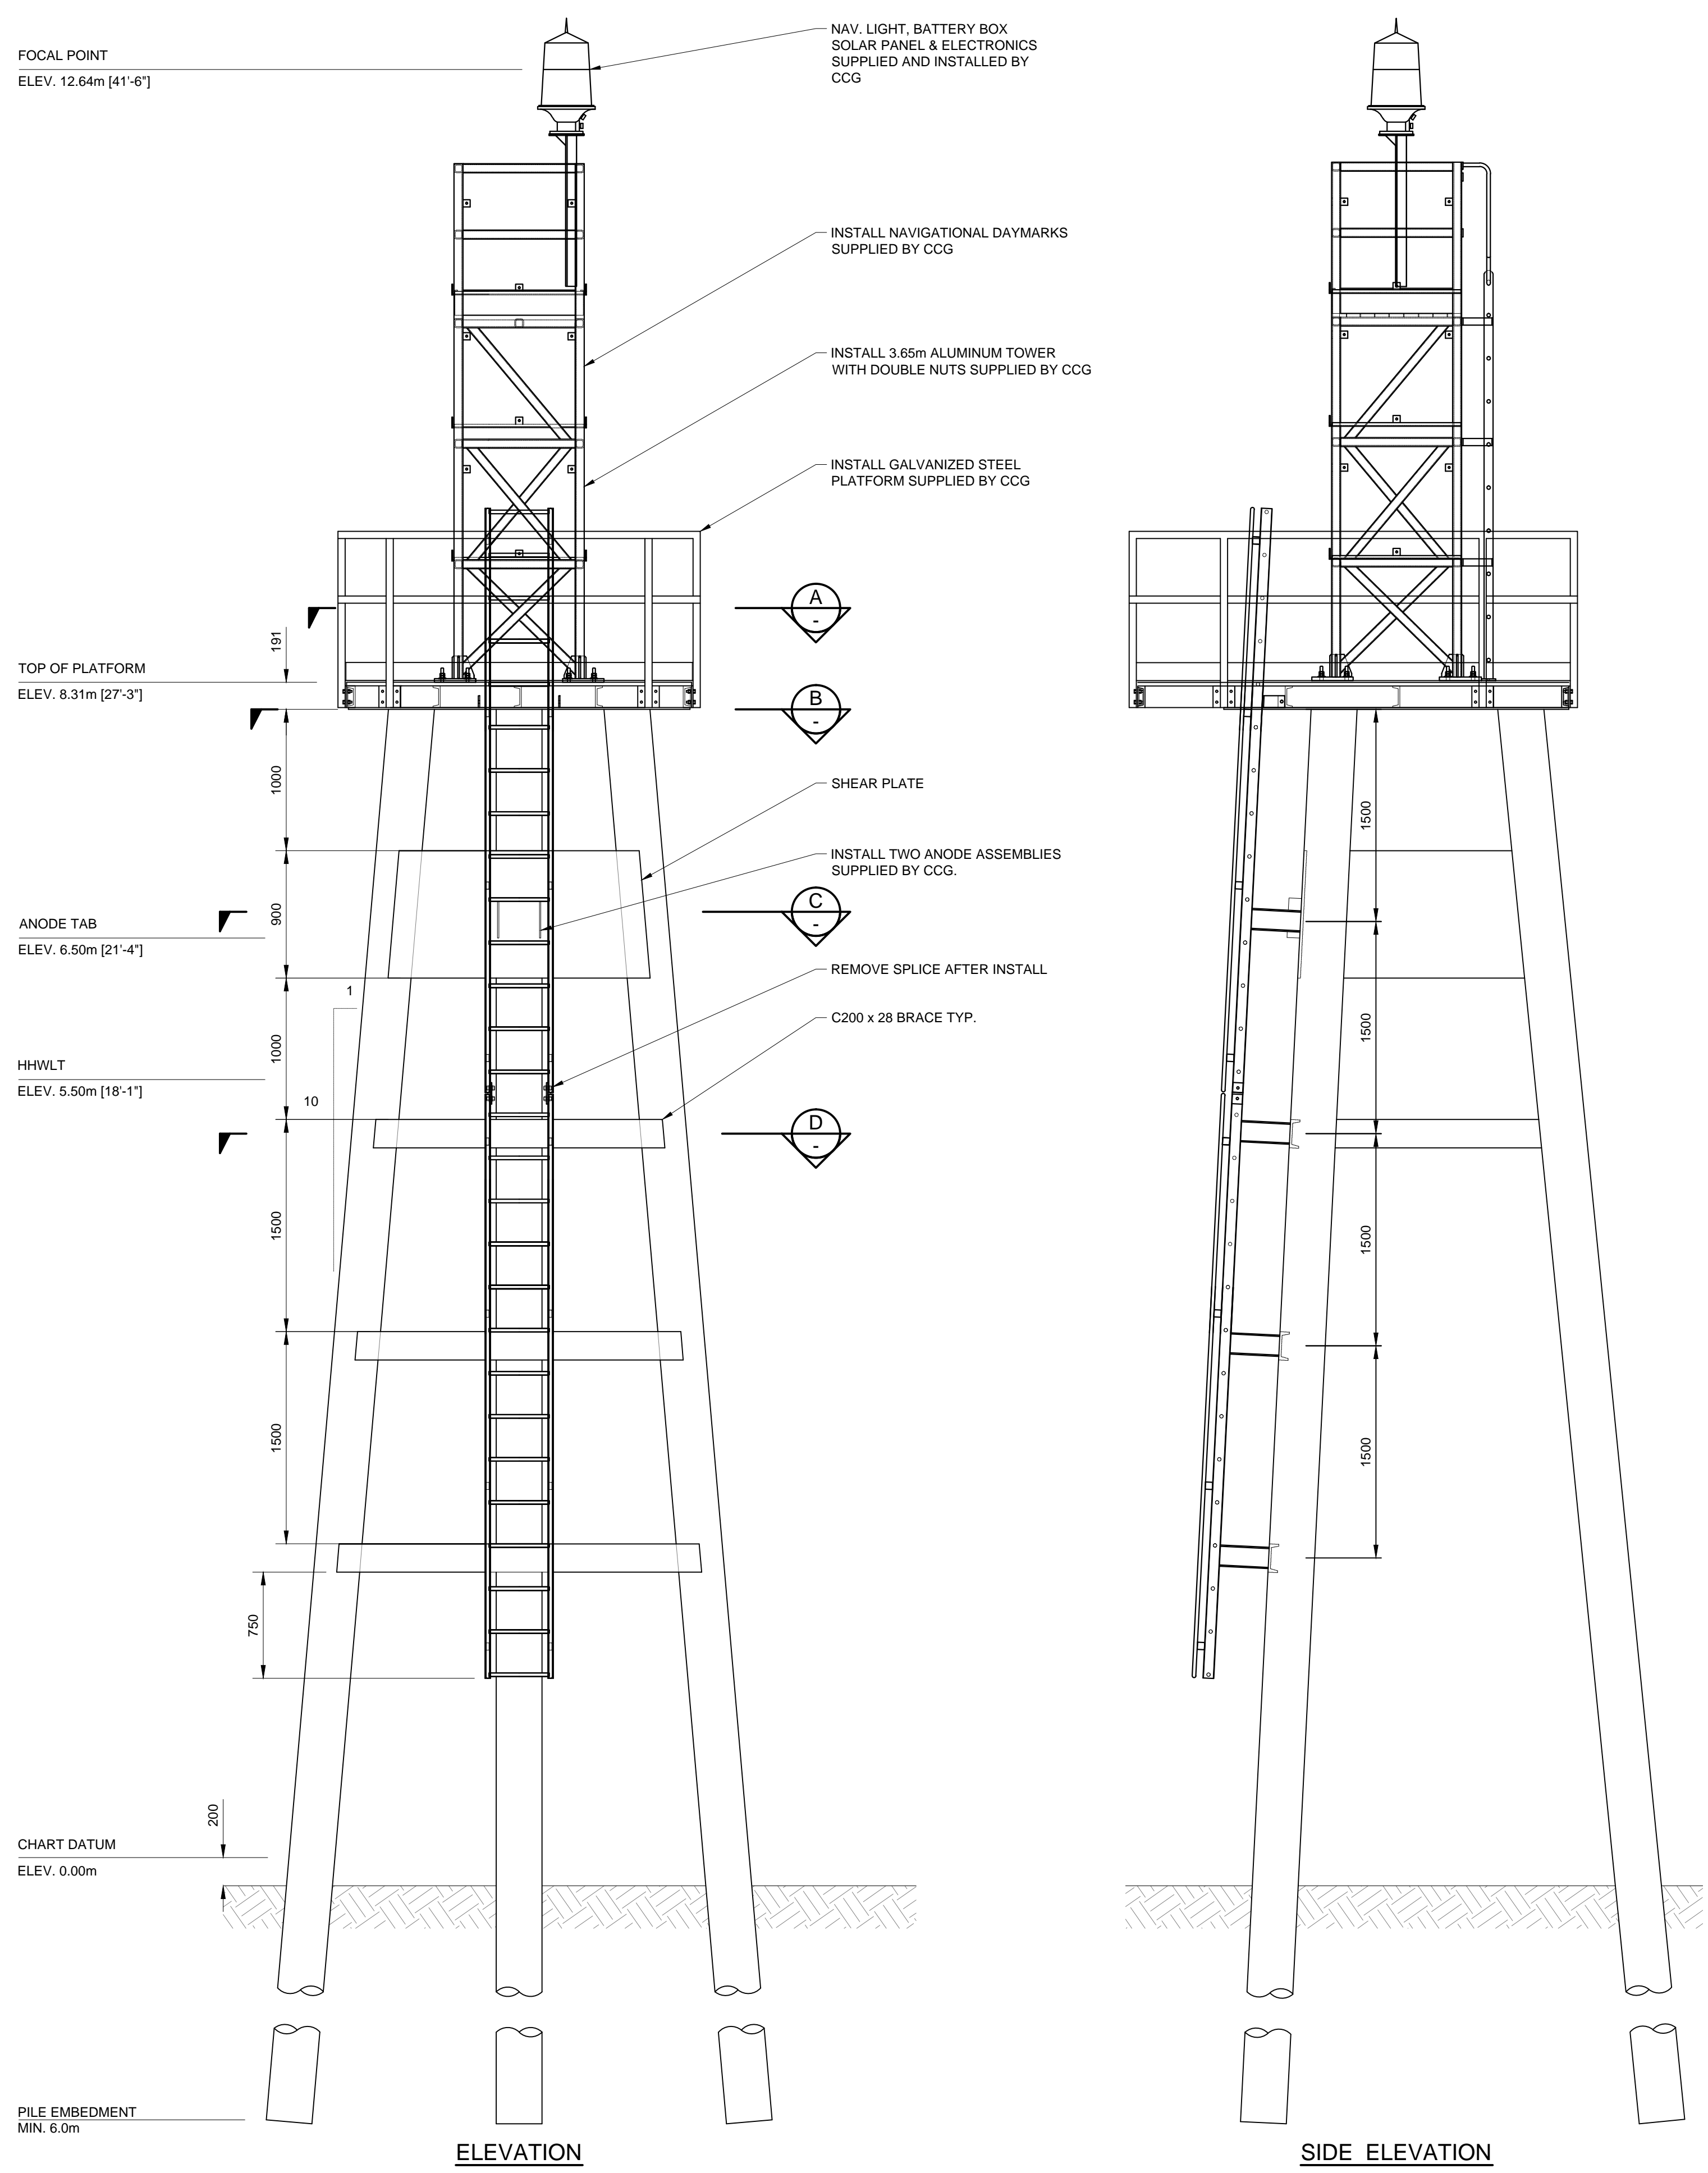 FOCAL POINT
ELEV. 12.64m [41'-6"]
NAV. LIGHT, BATTERY BOX
SOLAR PANEL & ELECTRONICS
SUPPLIED AND INSTALLED BY
CCG
INSTALL NAVIGATIONAL DAYMARKS
SUPPLIED BY CCG
INSTALL 3.65m ALUMINUM TOWER
WITH DOUBLE NUTS SUPPLIED BY CCG
INSTALL GALVANIZED STEEL
PLATFORM SUPPLIED BY CCG
A
-
191
TOP OF PLATFORM
ELEV. 8.31m [27'-3"]
B
-
1000
SHEAR PLATE
1500
INSTALL TWO ANODE ASSEMBLIES
SUPPLIED BY CCG.
900
C
-
ANODE TAB
ELEV. 6.50m [21'-4"]
REMOVE SPLICE AFTER INSTALL
1
C200 x 28 BRACE TYP.
1000
1500
HHWLT
ELEV. 5.50m [18'-1"]
10
D
-
1500
1500
1500
1500
750
200
CHART DATUM
ELEV. 0.00m
PILE EMBEDMENT
MIN. 6.0m
ELEVATION
SIDE ELEVATION